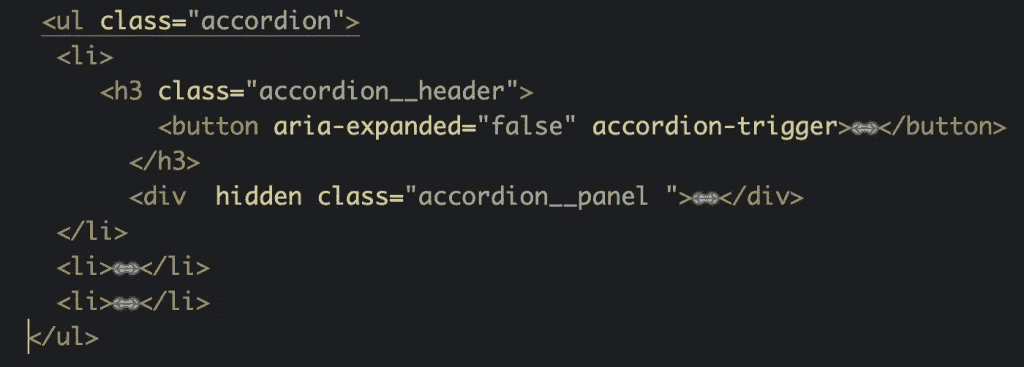 <ul class="accordion">
<li>
<h3 class="accordion__header">
<button aria-expanded="false" accordion-trigger></button>
</h3>
<div  hidden class="accordion__panel "></div>
</li>
<li></li>
<li></li>
</ul>